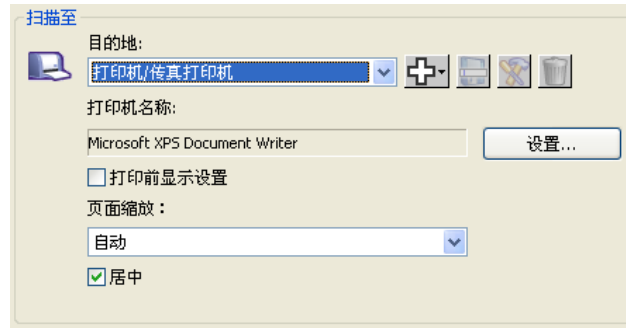 扫描至
目的地:
打印机/传真打印机
打印机名称:
Microsoft XPS Document Writer
设置...
打印前显示设置
页面缩放：
自动
居中